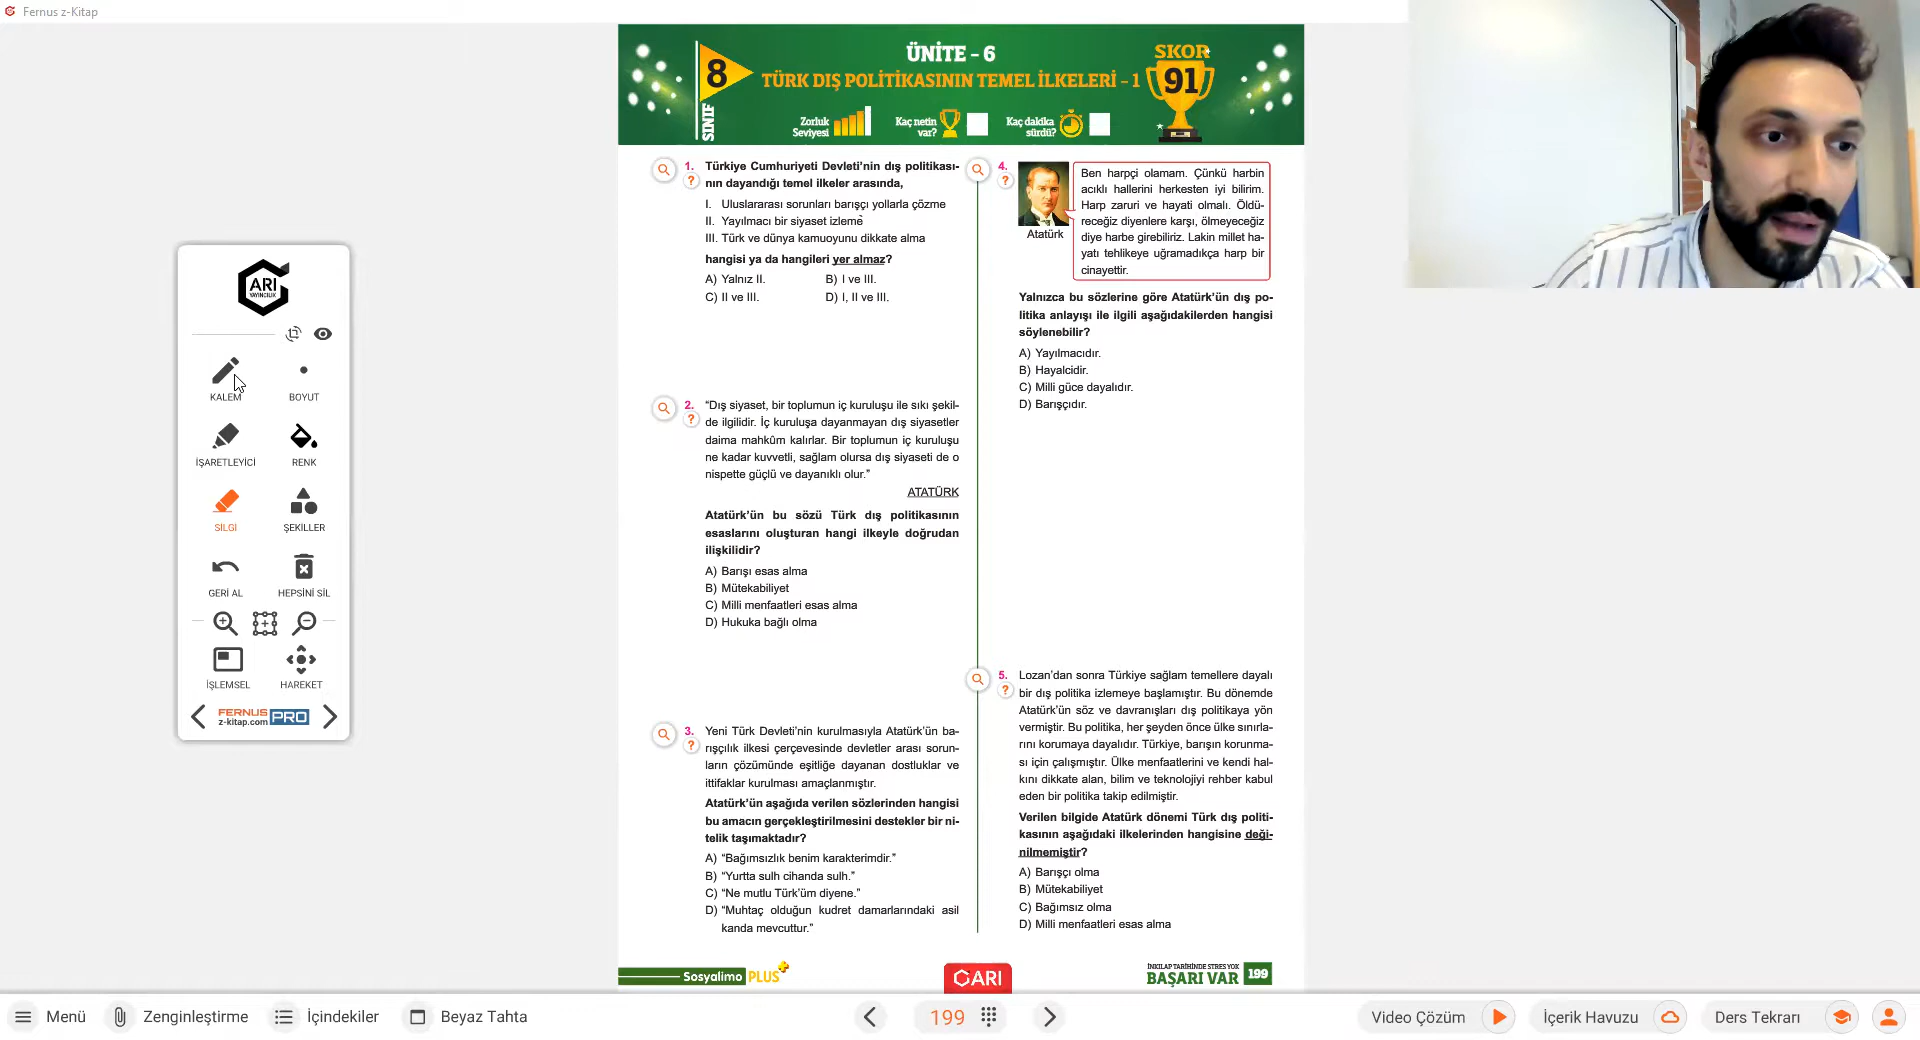 Fernus z-Kitap
8
SINIF
ÜNİTE - 6
TÜRK DIŞ POLİTİKASININ TEMEL İLKELERİ - 1
SKOR
91
Zorluk
Seviyesi
Kaç netin
var?
Kaç dakika
sürdü?
1.
?
Türkiye Cumhuriyeti Devleti'nin dış politikası-
nın dayandığı temel ilkeler arasında,
I. Uluslararası sorunları barışçı yollarla çözme
II. Yayılmacı bir siyaset izleme
III. Türk ve dünya kamuoyunu dikkate alma
hangisi ya da hangileri yer almaz?
A) Yalnız II. B) I ve III.
C) II ve III. D) I, II ve III.
2.
?
“Dış siyaset, bir toplumun iç kuruluşu ile sıkı şekil-
de ilgilidir. İç kuruluşa dayanmayan dış siyasetler
daima mahkûm kalırlar. Bir toplumun iç kuruluşu
ne kadar kuvvetli, sağlam olursa dış siyaseti de o
nispette güçlü ve dayanıklı olur.”
ATATÜRK
Atatürk'ün bu sözü Türk dış politikasının
esaslarını oluşturan hangi ilkeyle doğrudan
ilişkilidir?
A) Barışı esas alma
B) Mütekabiliyet
C) Milli menfaatleri esas alma
D) Hukuka bağlı olma
3.
?
Yeni Türk Devleti'nin kurulmasıyla Atatürk'ün ba-
rışçılık ilkesi çerçevesinde devletler arası sorun-
ların çözümünde eşitliğe dayanan dostluklar ve
ittifaklar kurulması amaçlanmıştır.
Atatürk'ün aşağıda verilen sözlerinden hangisi
bu amacın gerçekleştirilmesini destekler bir ni-
telik taşımaktadır?
A) “Bağımsızlık benim karakterimdir.”
B) “Yurtta sulh cihanda sulh.”
C) “Ne mutlu Türk'üm diyene.”
D) “Muhtaç olduğun kudret damarlarındaki asil
kanda mevcuttur.”
4.
?
Atatürk
Ben harpçi olamam. Çünkü harbin
acıklı hallerini herkesten iyi bilirim.
Harp zaruri ve hayati olmalı. Öldü-
receğiz diyenlere karşı, ölmeyeceğiz
diye harbe girebiliriz. Lakin millet ha-
yatı tehlikeye uğramadıkça harp bir
cinayettir.
Yalnızca bu sözlerine göre Atatürk'ün dış po-
litika anlayışı ile ilgili aşağıdakilerden hangisi
söylenebilir?
A) Yayılmacıdır.
B) Hayalcidir.
C) Milli güce dayalıdır.
D) Barışçıdır.
5.
?
Lozan'dan sonra Türkiye sağlam temellere dayalı
bir dış politika izlemeye başlamıştır. Bu dönemde
Atatürk'ün söz ve davranışları dış politikaya yön
vermiştir. Bu politika, her şeyden önce ülke sınırla-
rını korumaya dayalıdır. Türkiye, barışın korunma-
sı için çalışmıştır. Ülke menfaatlerini ve kendi hal-
kını dikkate alan, bilim ve teknolojiyi rehber kabul
eden bir politika takip edilmiştir.
Verilen bilgide Atatürk dönemi Türk dış politi-
kasının aşağıdaki ilkelerinden hangisine deği-
nilmemiştir?
A) Barışçı olma
B) Mütekabiliyet
C) Bağımsız olma
D) Milli menfaatleri esas alma
Sosyalimo PLUS
ARI
İNKILAP TARİHİNDE STRES YOK
BAŞARI VAR
199
ARI
YAYINCILIK
KALEM
BOYUT
İŞARETLEYİCİ
RENK
SİLGİ
ŞEKİLLER
GERİ AL
HEPSİNİ SİL
İŞLEMSEL
HAREKET
FERNUS
z-kitap.com
PRO
Menü
Zenginleştirme
İçindekiler
Beyaz Tahta
199
Video Çözüm
İçerik Havuzu
Ders Tekrarı